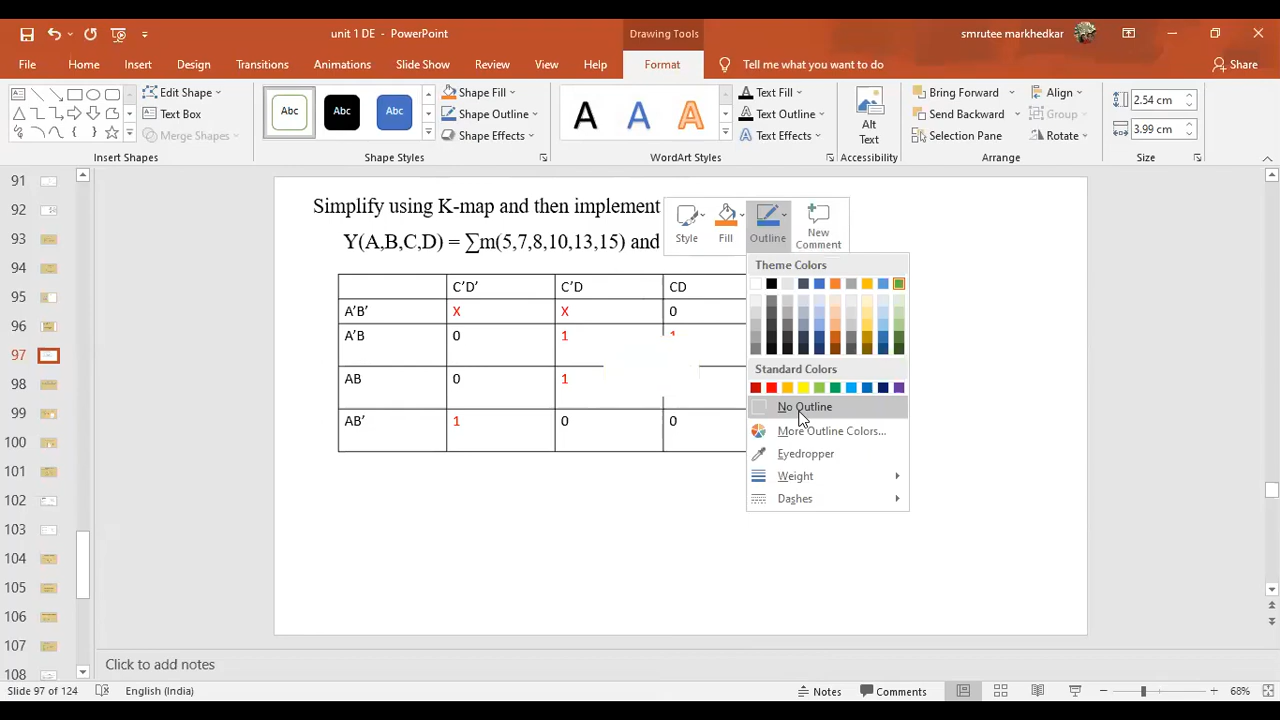 unit 1 DE - PowerPoint
Drawing Tools
smrutee markhedkar
File Home Insert Design Transitions Animations Slide Show Review View Help Format Tell me what you want to do Share
Edit Shape
Text Box
Merge Shapes
Insert Shapes
Abc Abc Abc
Shape Fill
Shape Outline
Shape Effects
Shape Styles
A A A
Text Fill
Text Outline
Text Effects
WordArt Styles
Alt
Text
Accessibility
Bring Forward
Send Backward
Selection Pane
Align
Group
Rotate
Arrange
2.54 cm
3.99 cm
Size
91
92
93
94
95
96
97
98
99
100
101
102
103
104
105
106
107
108
Simplify using K-map and then implement
Y(A,B,C,D) = ∑m(5,7,8,10,13,15) and
C'D' C'D CD
A'B' X X 0
A'B 0 1 1
AB 0 1
AB' 1 0 0
Style Fill Outline New
Comment
Theme Colors
Standard Colors
No Outline
More Outline Colors...
Eyedropper
Weight
Dashes
Click to add notes
Slide 97 of 124 English (India) Notes Comments 68%